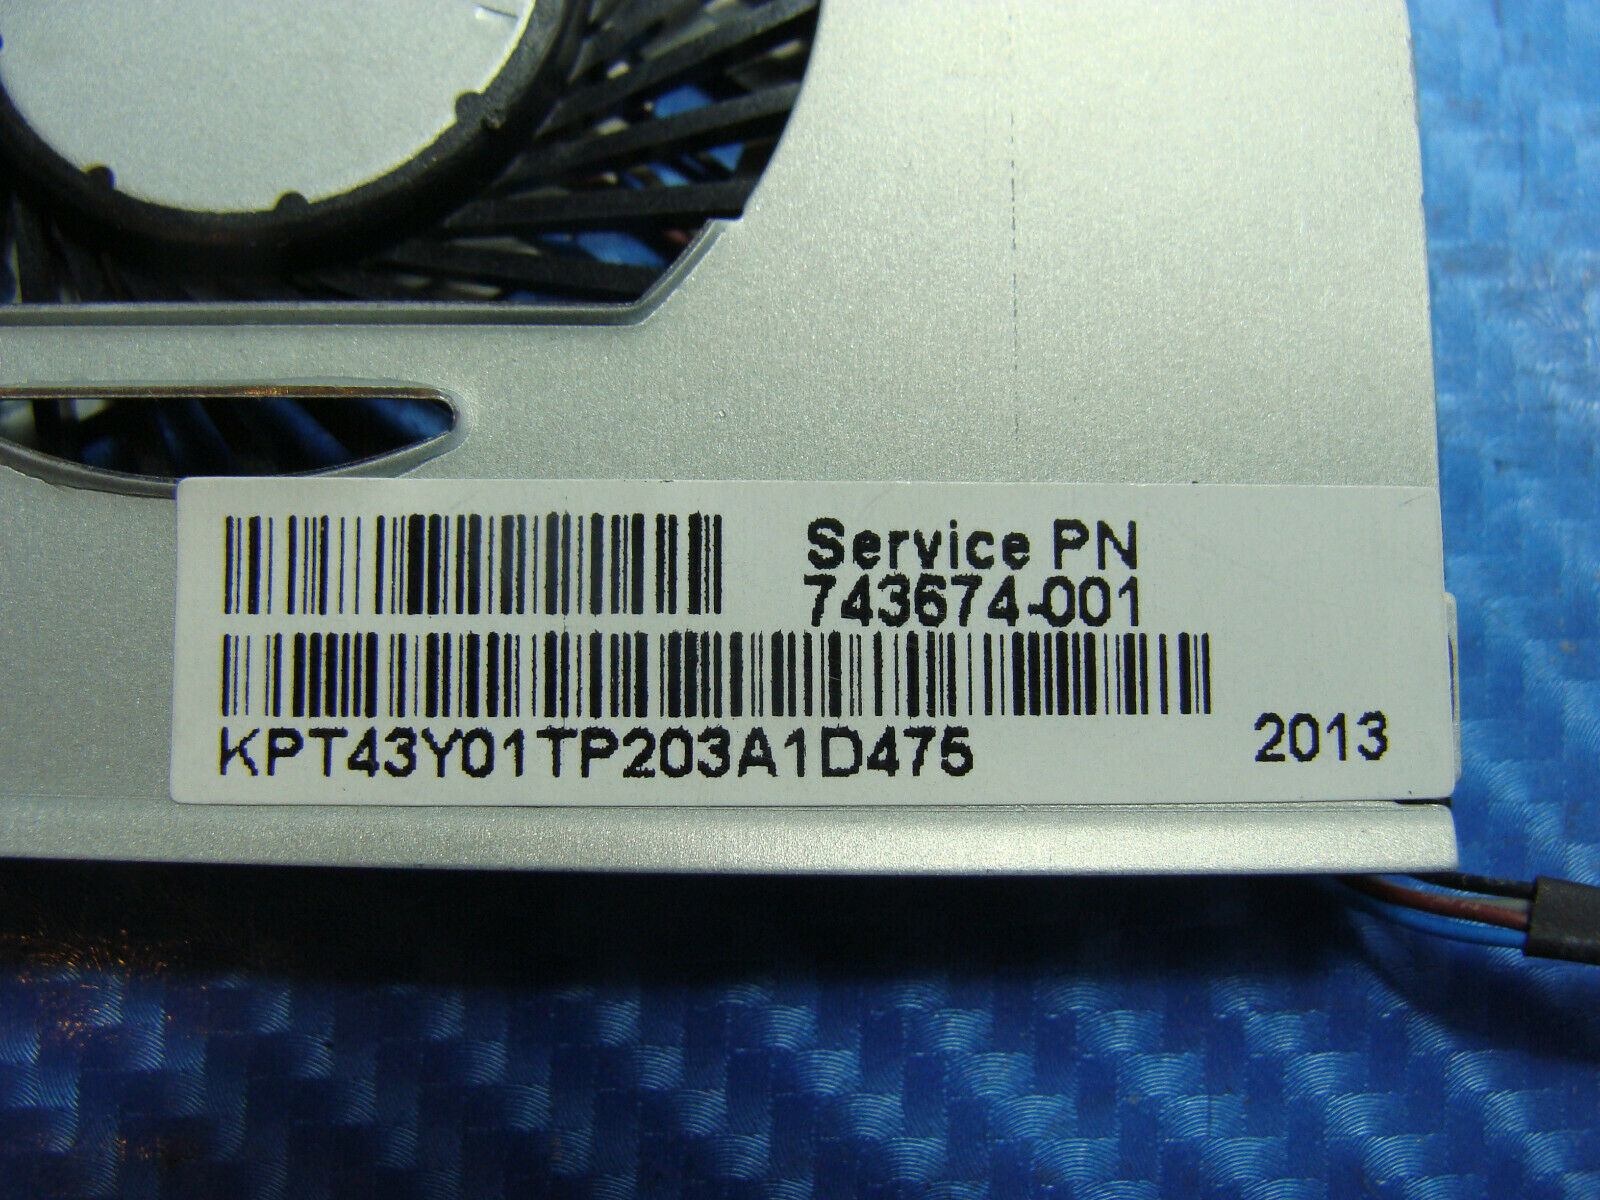 Service PN
743674-001
KPT43Y01TP203A1D475
2013